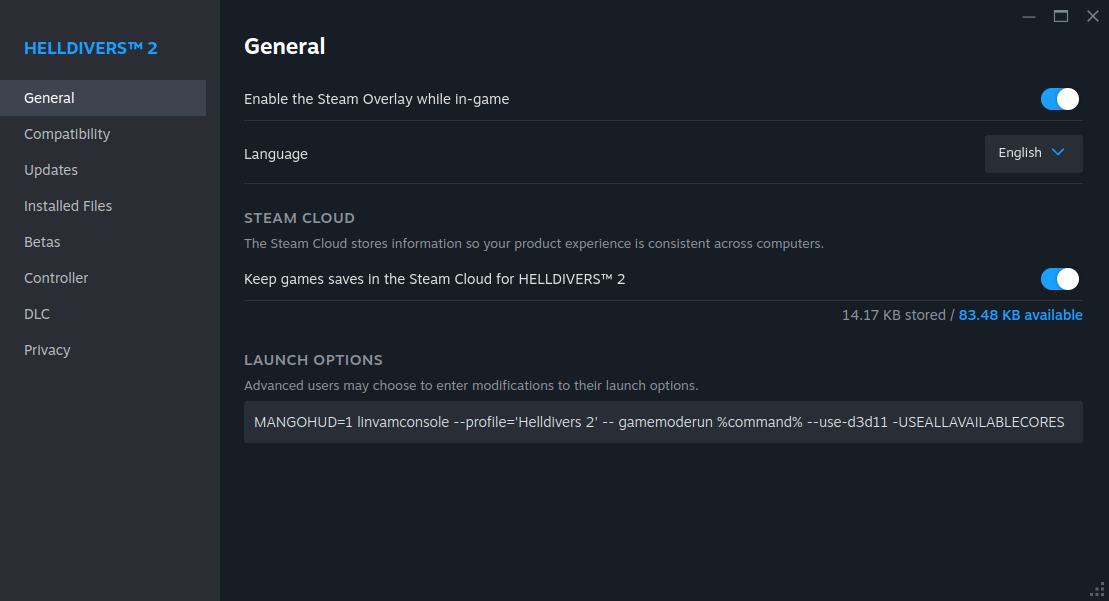 HELLDIVERS™ 2
General
Compatibility
Updates
Installed Files
Betas
Controller
DLC
Privacy
General
Enable the Steam Overlay while in-game
Language
English
STEAM CLOUD
The Steam Cloud stores information so your product experience is consistent across computers.
Keep games saves in the Steam Cloud for HELLDIVERS™ 2
14.17 KB stored / 83.48 KB available
LAUNCH OPTIONS
Advanced users may choose to enter modifications to their launch options.
MANGOHUD=1 linvamconsole --profile='Helldivers 2' -- gamemoderun %command% --use-d3d11 -USEALLAVAILABLECORES